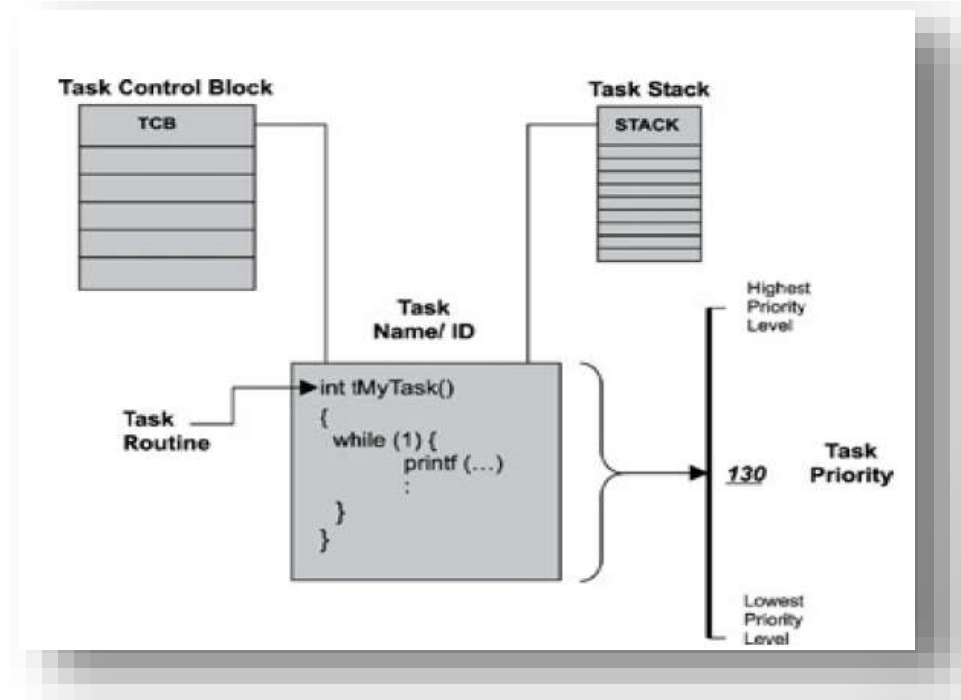 Task Control Block
TCB
Task Stack
STACK
Task
Name/ ID
Task
Routine
int tMyTask()
{
while (1) {
printf (...)
:
}
}
Highest
Priority
Level
130
Task
Priority
Lowest
Priority
Level